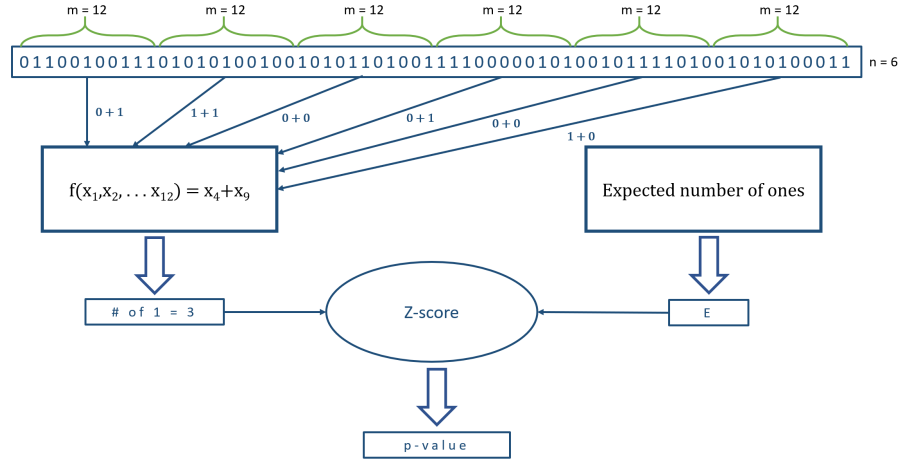 m = 12 m = 12 m = 12 m = 12 m = 12 m = 12
0110010011101010101001001010101101001111000001010010111101001010100011 n = 6
0 + 1 1 + 1 0 + 0 0 + 1 0 + 0 1 + 0
f(x₁,x₂, . . . x₁₂) = x₄+x₉ Expected number of ones
# of 1 = 3 Z-score E
p-value